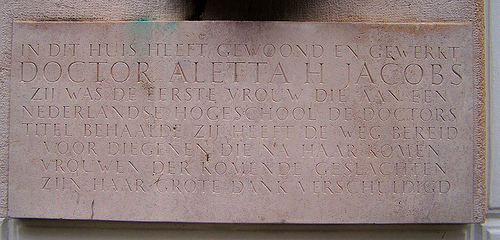 IN DIT HUIS HEEFT GEWOOND EN GEWERKT
DOCTOR ALETTA H JACOBS
ZIJ WAS DE EERSTE VROUW DIE AAN EEN
NEDERLANDSE HOGESCHOOL DE DOCTORS
TITEL BEHAALDE ZIJ HEEFT DE WEG BEREID
VOOR DIEGENEN DIE NA HAAR KOMEN
VROUWEN DER KOMENDE GESLACHTEN
ZIJN HAAR GROTE DANK VERSCHULDIGD